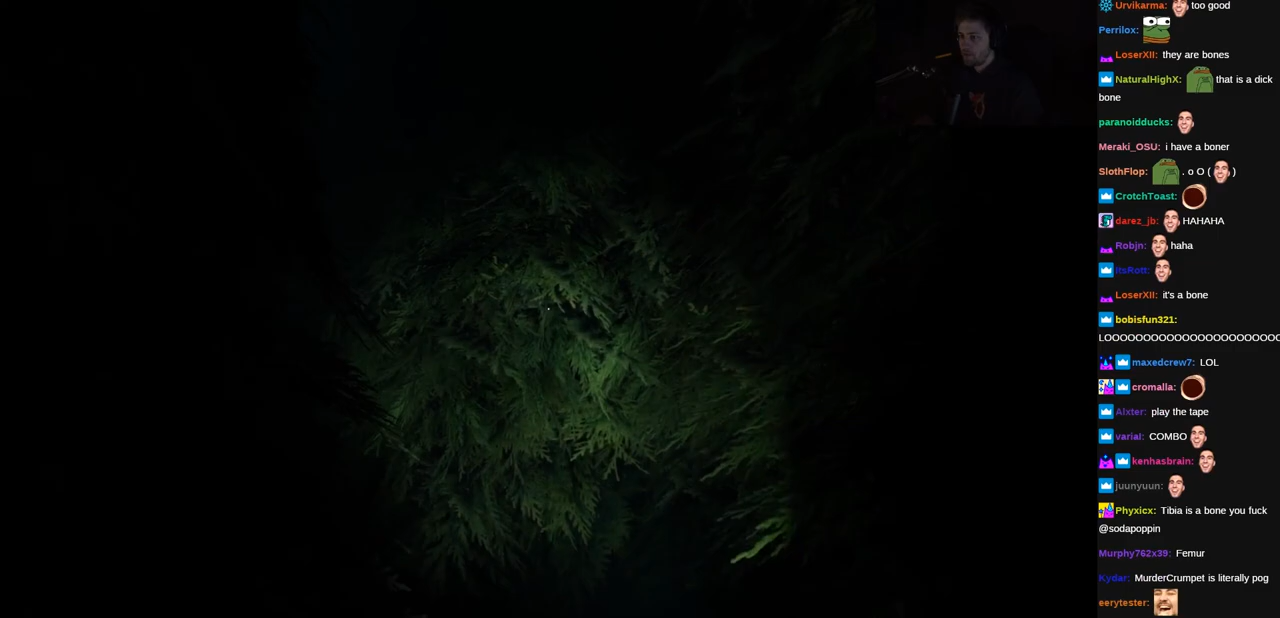 Urvikarma: too good
Perrilox:
LoserXII: they are bones
NaturalHighX: that is a dick
bone
paranoidducks:
Meraki_OSU: i have a boner
SlothFlop: . o O ( )
CrotchToast:
darez_jb: HAHAHA
Robjn: haha
itsRott:
LoserXII: it's a bone
bobisfun321:
LOOOOOOOOOOOOOOOOOOOOOOO
maxedcrew7: LOL
cromalla:
Alxter: play the tape
varial: COMBO
kenhasbrain:
juunyuun:
Phyxicx: Tibia is a bone you fuck
@sodapoppin
Murphy762x39: Femur
Kydar: MurderCrumpet is literally pog
eerytester: